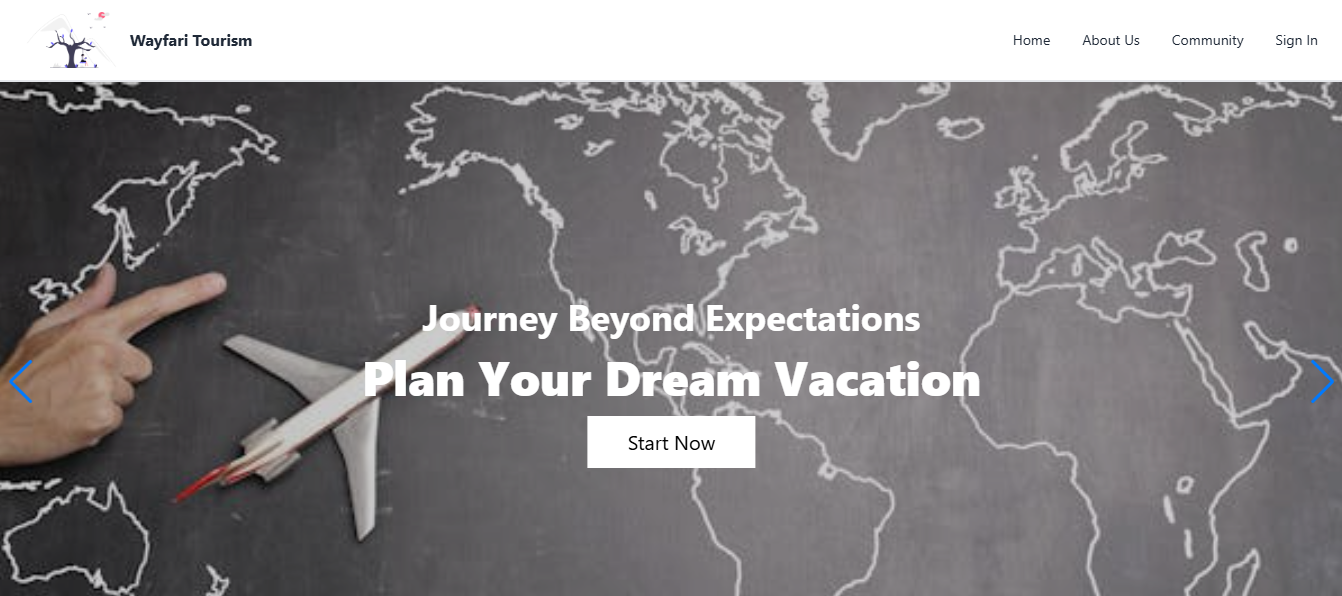 Wayfari Tourism
Home
About Us
Community
Sign In
Journey Beyond Expectations
Plan Your Dream Vacation
Start Now